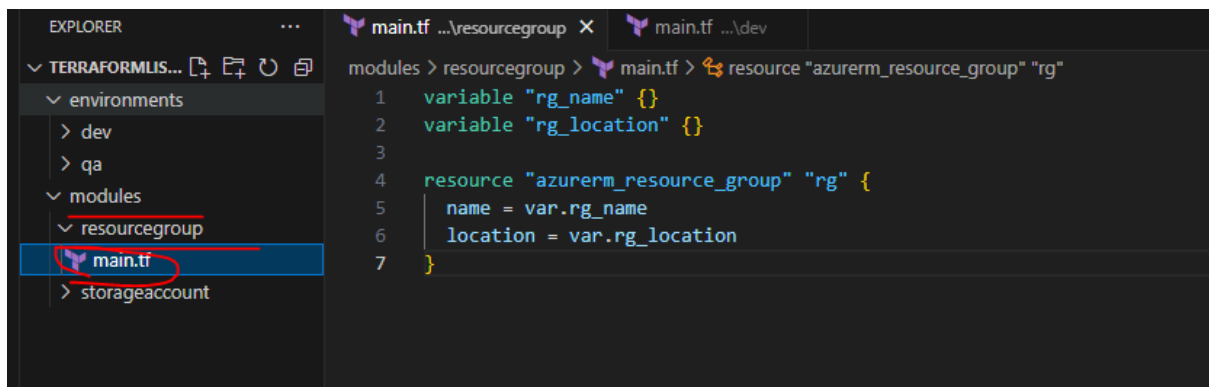 EXPLORER ...
TERRAFORMLIS...
environments
dev
qa
modules
resourcegroup
main.tf
storageaccount
main.tf ...\resourcegroup
main.tf ...\dev
modules > resourcegroup > main.tf > resource "azurerm_resource_group" "rg"
1 variable "rg_name" {}
2 variable "rg_location" {}
3
4 resource "azurerm_resource_group" "rg" {
5 name = var.rg_name
6 location = var.rg_location
7 }